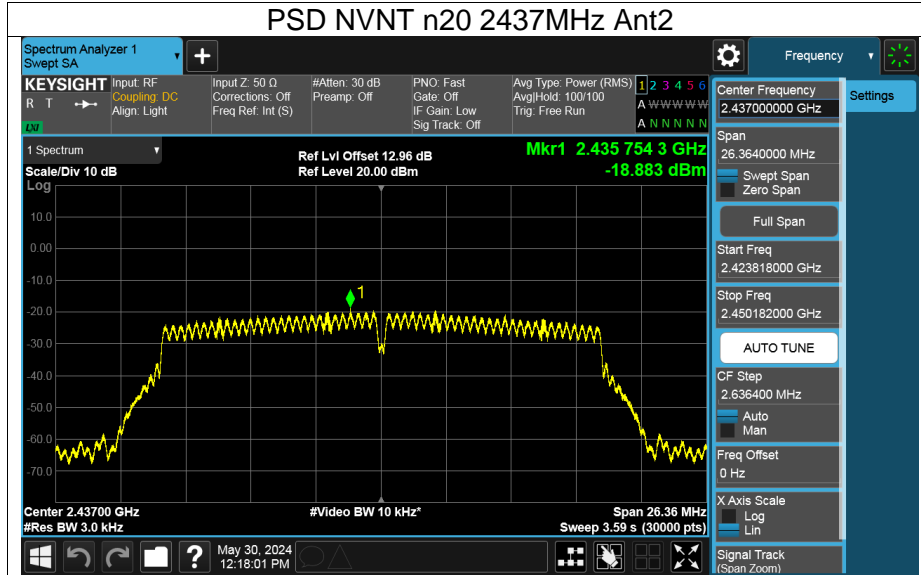 PSD NVNT n20 2437MHz Ant2
Spectrum Analyzer 1
Swept SA
+
Frequency
KEYSIGHT
R T
LXI
Input: RF
Coupling: DC
Align: Light
Input Z: 50 Ω
Corrections: Off
Freq Ref: Int (S)
#Atten: 30 dB
Preamp: Off
PNO: Fast
Gate: Off
IF Gain: Low
Sig Track: Off
Avg Type: Power (RMS)
Avg|Hold: 100/100
Trig: Free Run
1 2 3 4 5 6
A W W W W W
A N N N N N
Center Frequency
2.437000000 GHz
Settings
Span
26.3640000 MHz
Swept Span
Zero Span
Full Span
Start Freq
2.423818000 GHz
Stop Freq
2.450182000 GHz
AUTO TUNE
CF Step
2.636400 MHz
Auto
Man
Freq Offset
0 Hz
X Axis Scale
Log
Lin
Signal Track
(Span Zoom)
1 Spectrum
Scale/Div 10 dB
Log
Ref Lvl Offset 12.96 dB
Ref Level 20.00 dBm
Mkr1 2.435 754 3 GHz
-18.883 dBm
10.0
0.00
-10.0
-20.0
-30.0
-40.0
-50.0
-60.0
-70.0
1
Center 2.43700 GHz
#Res BW 3.0 kHz
#Video BW 10 kHz*
Span 26.36 MHz
Sweep 3.59 s (30000 pts)
?
May 30, 2024
12:18:01 PM